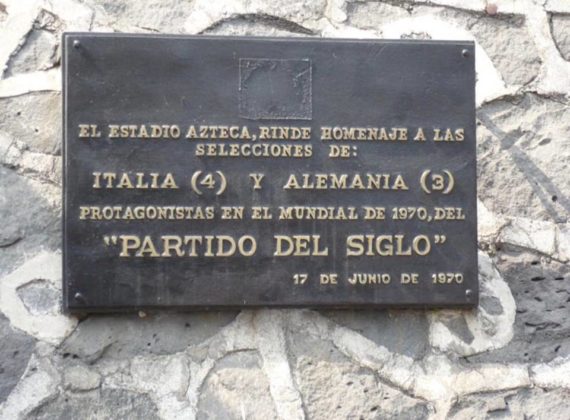 EL ESTADIO AZTECA, RINDE HOMENAJE A LAS
SELECCIONES DE:
ITALIA (4) Y ALEMANIA (3)
PROTAGONISTAS EN EL MUNDIAL DE 1970, DEL
"PARTIDO DEL SIGLO"
17 DE JUNIO DE 1970